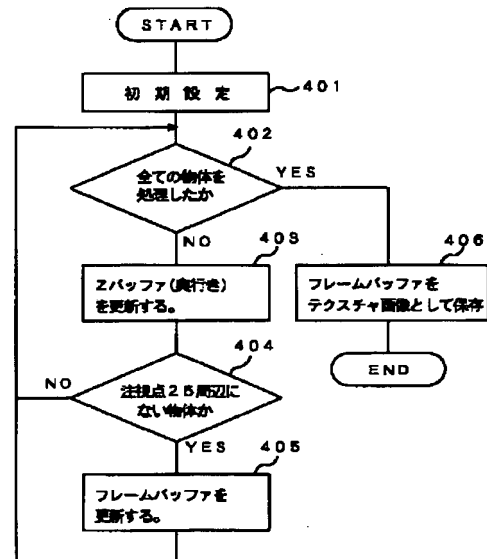 START
初期設定
401
402
全ての物体を
処理したか
YES
NO
403
Zバッファ(奥行き)
を更新する。
406
フレームバッファを
テクスチャ画像として保存
END
404
NO
注視点25周辺に
ない物体か
YES
405
フレームバッファを
更新する。